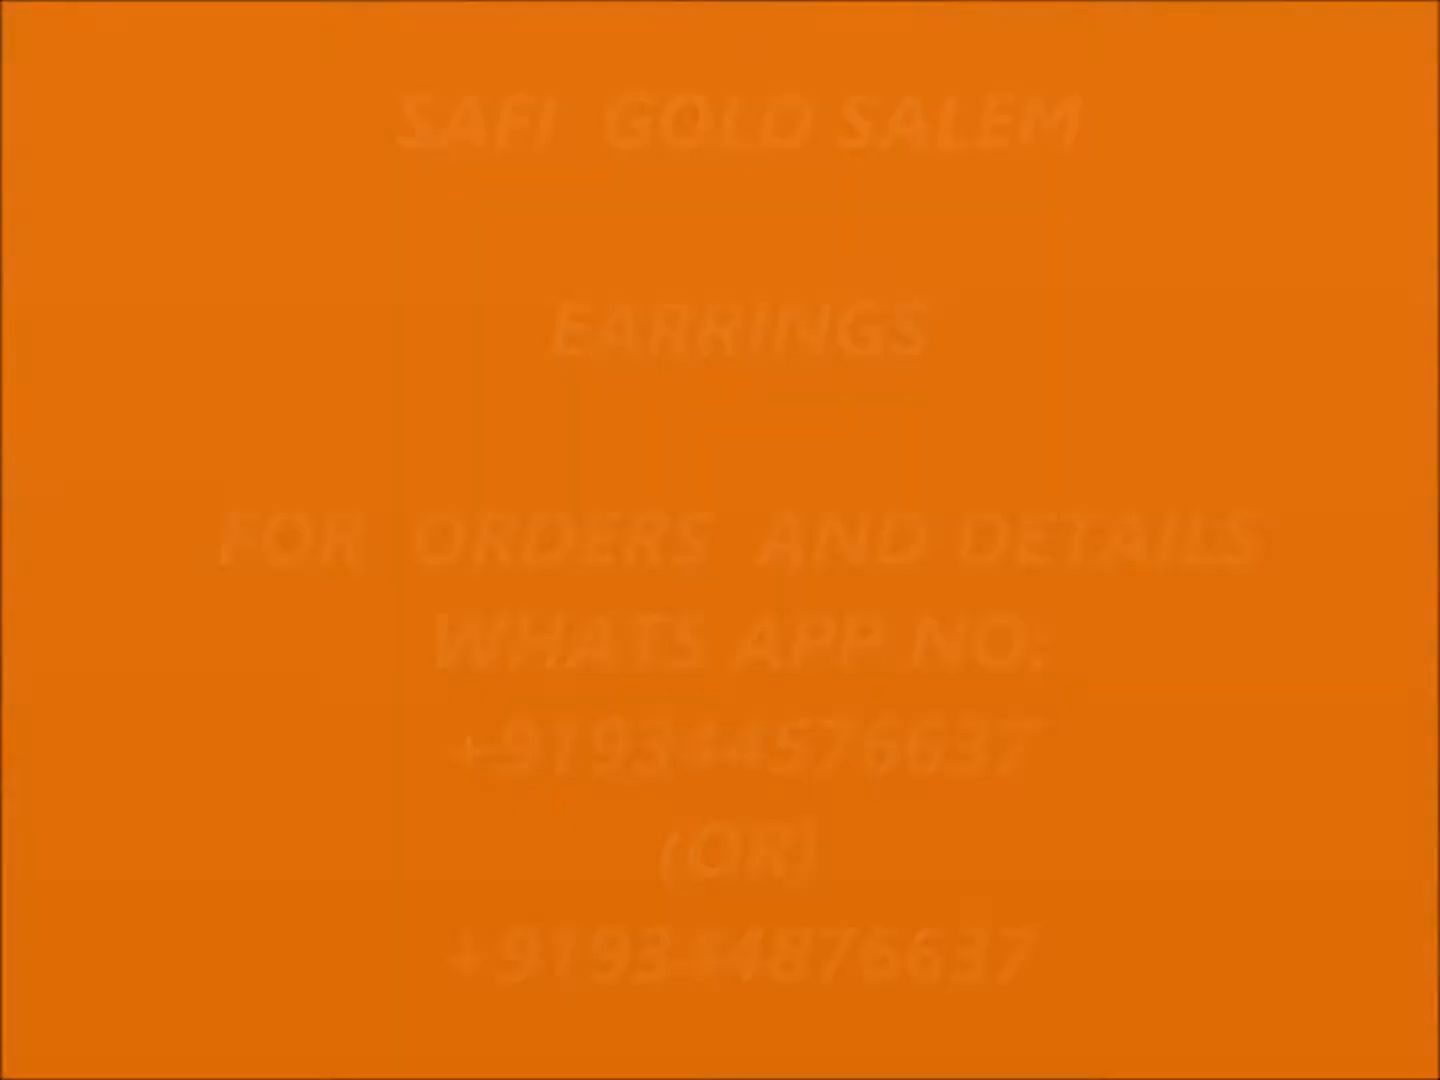 SAFI GOLD SALEM
EARRINGS
FOR ORDERS AND DETAILS
WHATS APP NO:
+919344576637
(OR)
+919344876637